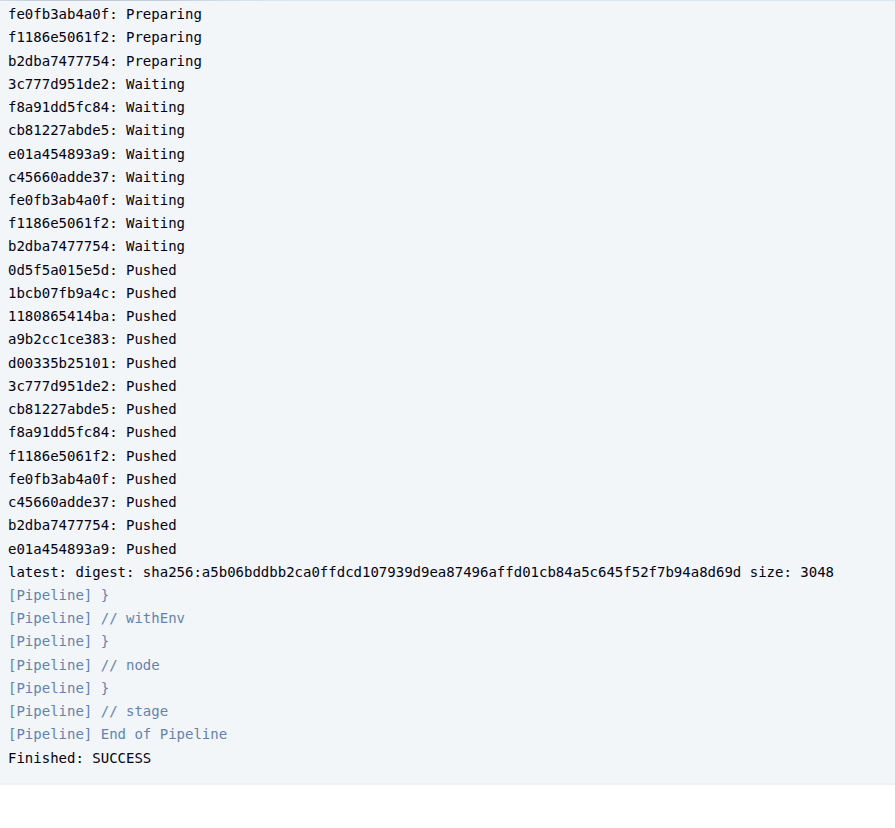 fe0fb3ab4a0f: Preparing
f1186e5061f2: Preparing
b2dba7477754: Preparing
3c777d951de2: Waiting
f8a91dd5fc84: Waiting
cb81227abde5: Waiting
e01a454893a9: Waiting
c45660adde37: Waiting
fe0fb3ab4a0f: Waiting
f1186e5061f2: Waiting
b2dba7477754: Waiting
0d5f5a015e5d: Pushed
1bcb07fb9a4c: Pushed
1180865414ba: Pushed
a9b2cc1ce383: Pushed
d00335b25101: Pushed
3c777d951de2: Pushed
cb81227abde5: Pushed
f8a91dd5fc84: Pushed
f1186e5061f2: Pushed
fe0fb3ab4a0f: Pushed
c45660adde37: Pushed
b2dba7477754: Pushed
e01a454893a9: Pushed
latest: digest: sha256:a5b06bddbb2ca0ffdcd107939d9ea87496affd01cb84a5c645f52f7b94a8d69d size: 3048
[Pipeline] }
[Pipeline] // withEnv
[Pipeline] }
[Pipeline] // node
[Pipeline] }
[Pipeline] // stage
[Pipeline] End of Pipeline
Finished: SUCCESS